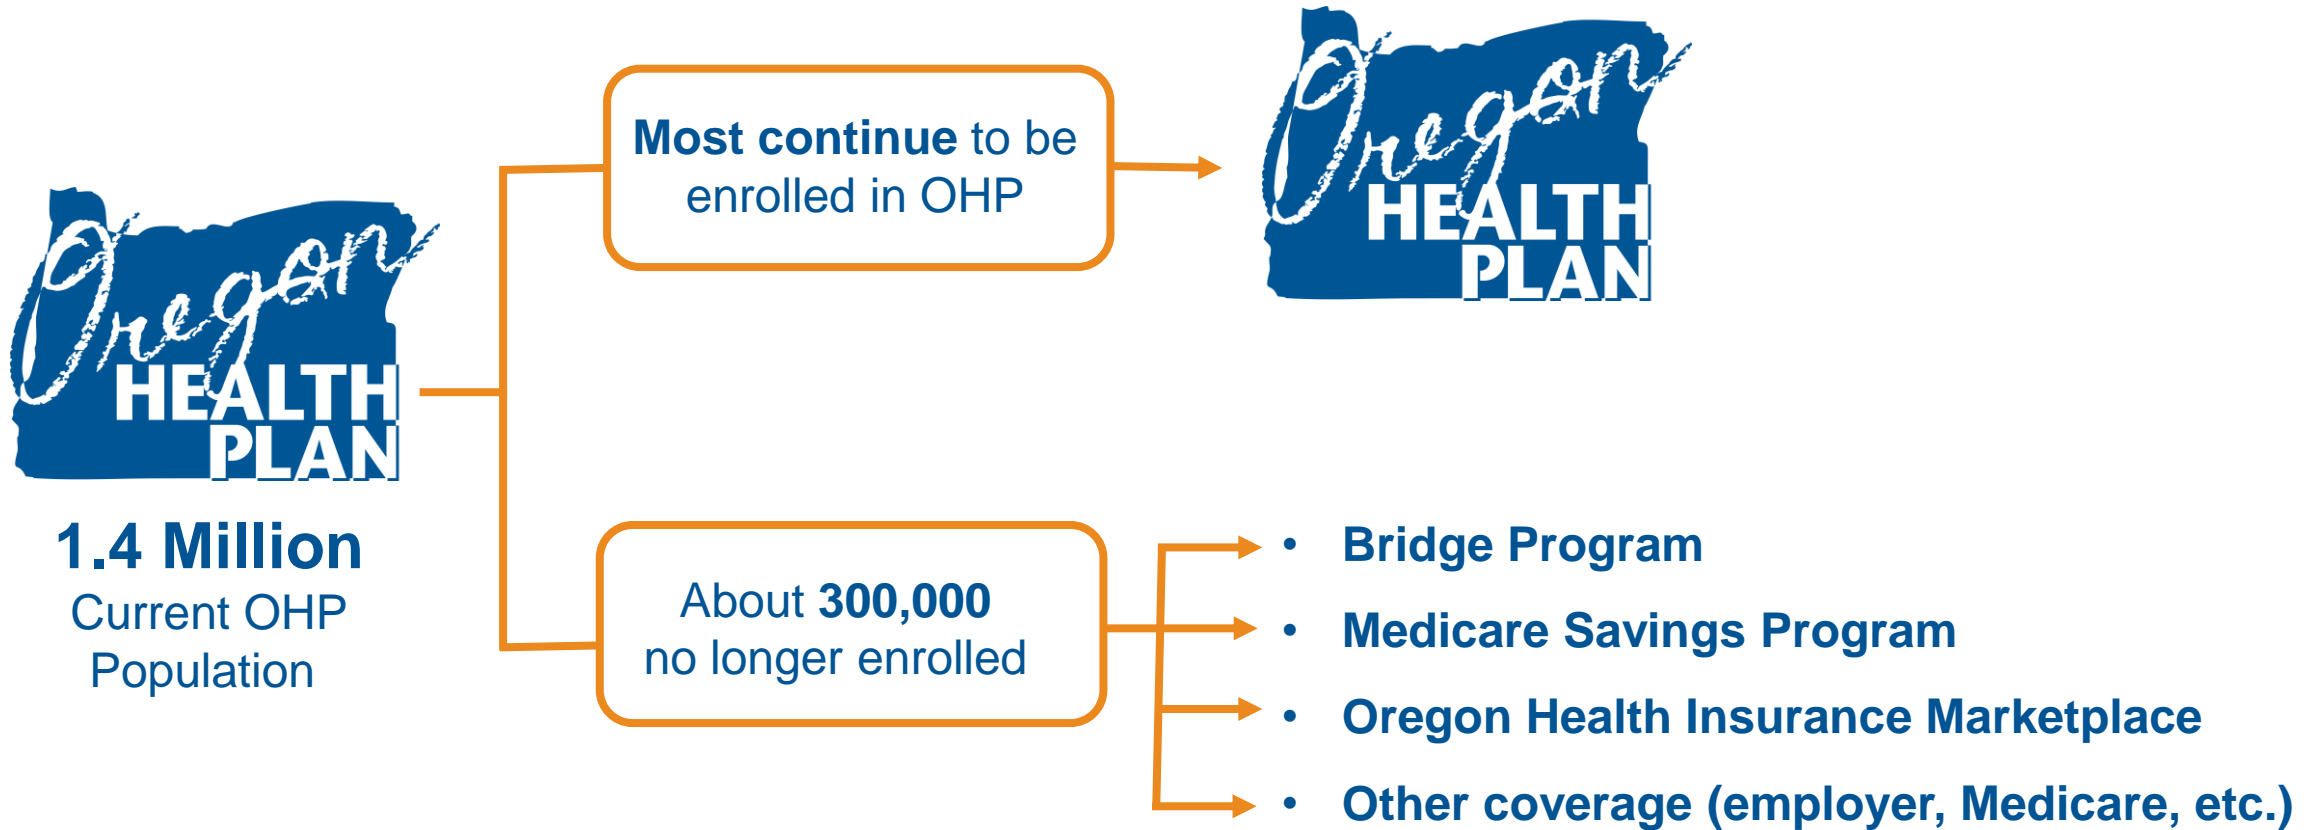 Oregon
HEALTH
PLAN
1.4 Million
Current OHP
Population
Most continue to be
enrolled in OHP
Oregon
HEALTH
PLAN
About 300,000
no longer enrolled
• Bridge Program
• Medicare Savings Program
• Oregon Health Insurance Marketplace
• Other coverage (employer, Medicare, etc.)